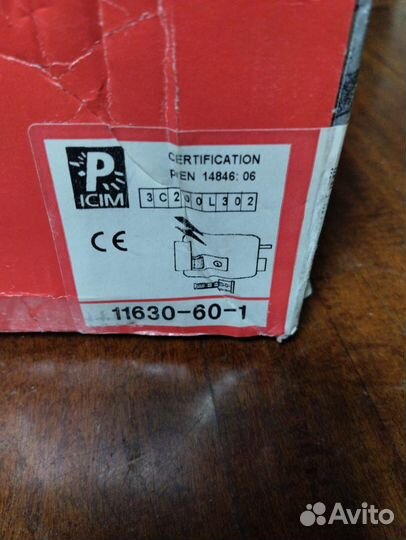 P
ICIM
CERTIFICATION
PrEN 14846: 06
3C200L302
CE
11630-60-1
Avito